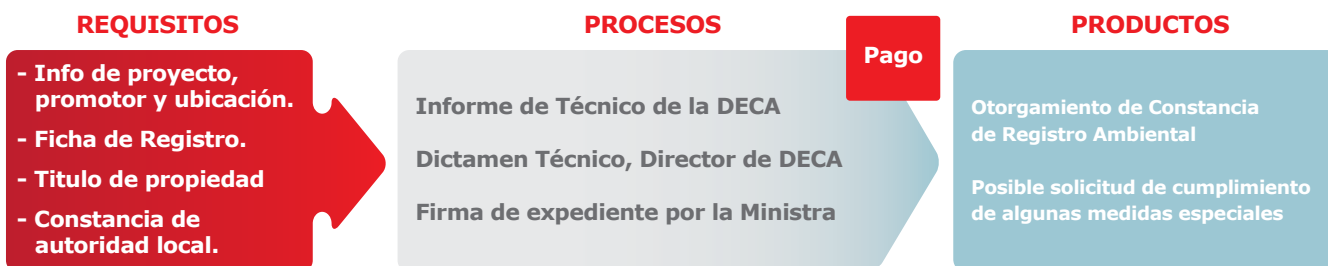 REQUISITOS
- Info de proyecto,
promotor y ubicación.
- Ficha de Registro.
- Titulo de propiedad
- Constancia de
autoridad local.
PROCESOS
Pago
Informe de Técnico de la DECA
Dictamen Técnico, Director de DECA
Firma de expediente por la Ministra
PRODUCTOS
Otorgamiento de Constancia
de Registro Ambiental
Posible solicitud de cumplimiento
de algunas medidas especiales